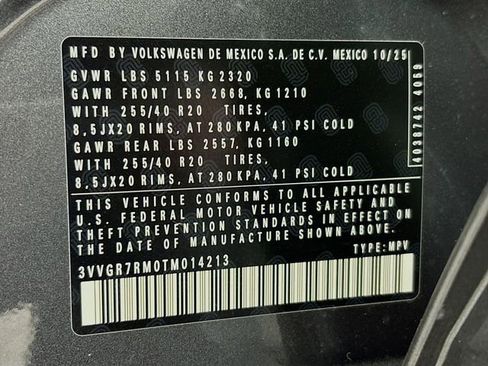 MFD BY VOLKSWAGEN DE MEXICO S.A. DE C.V. MEXICO 10/25
GVWR LBS 5115 KG 2320
GAWR FRONT LBS 2668, KG 1210
WITH 255/40 R20 TIRES,
8,5JX20 RIMS, AT 280 KPA, 41 PSI COLD
GAWR REAR LBS 2557, KG 1160
WITH 255/40 R20 TIRES,
8,5JX20 RIMS, AT 280 KPA, 41 PSI COLD
THIS VEHICLE CONFORMS TO ALL APPLICABLE
U.S. FEDERAL MOTOR VEHICLE SAFETY AND
THEFT PREVENTION STANDARDS IN EFFECT ON
THE DATE OF MANUFACTURE SHOWN ABOVE.
3VVGR7RM0TM014213 TYPE: MPV
4038742 4059